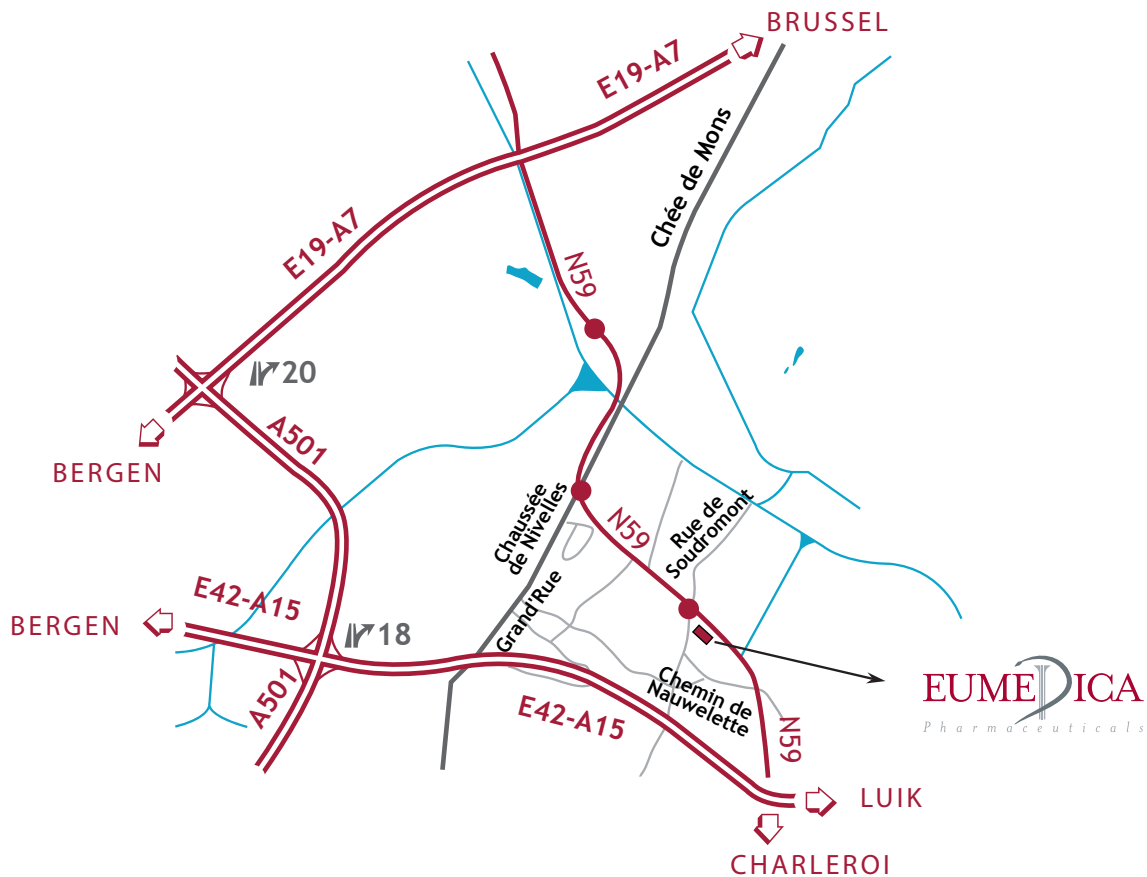 BRUSSEL
E19-A7
Chée de Mons
E19-A7
N59
20
A501
BERGEN
Chaussée
de Nivelles
N59
Rue de
Soudromont
E42-A15
Grand'Rue
BERGEN
18
A501
Chemin de
Nauwelette
EUMEDICA
Pharmaceuticals
E42-A15
N59
LUIK
CHARLEROI